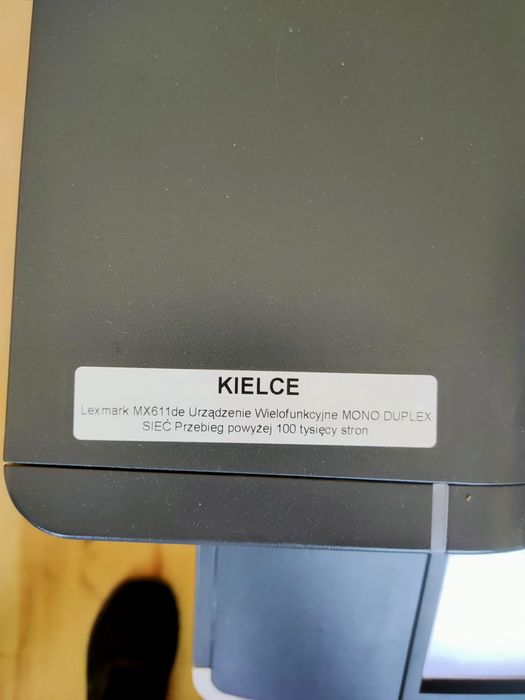 KIELCE
Lexmark MX611de Urządzenie Wielofunkcyjne MONO DUPLEX
SIEĆ Przebieg powyżej 100 tysięcy stron